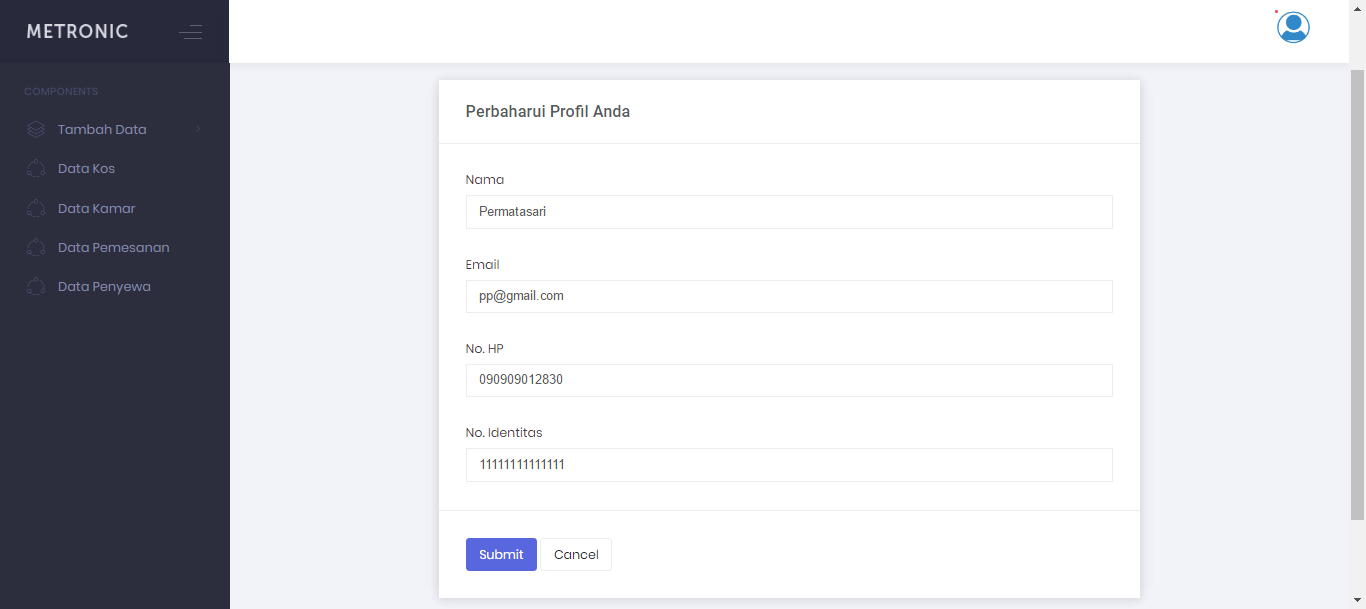 METRONIC
COMPONENTS
Tambah Data
Data Kos
Data Kamar
Data Pemesanan
Data Penyewa
Perbaharui Profil Anda
Nama
Permatasari
Email
pp@gmail.com
No. HP
090909012830
No. Identitas
11111111111111
Submit Cancel